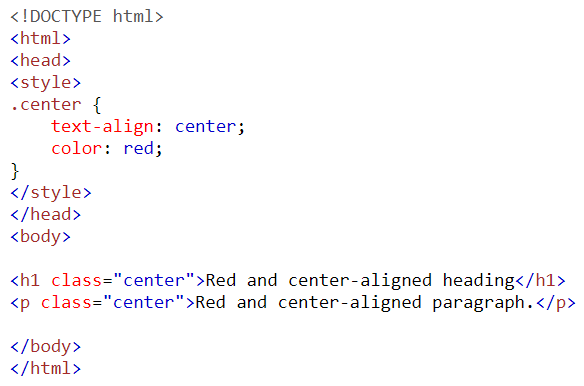 <!DOCTYPE html>
<html>
<head>
<style>
.center {
    text-align: center;
    color: red;
}
</style>
</head>
<body>

<h1 class="center">Red and center-aligned heading</h1>
<p class="center">Red and center-aligned paragraph.</p>

</body>
</html>